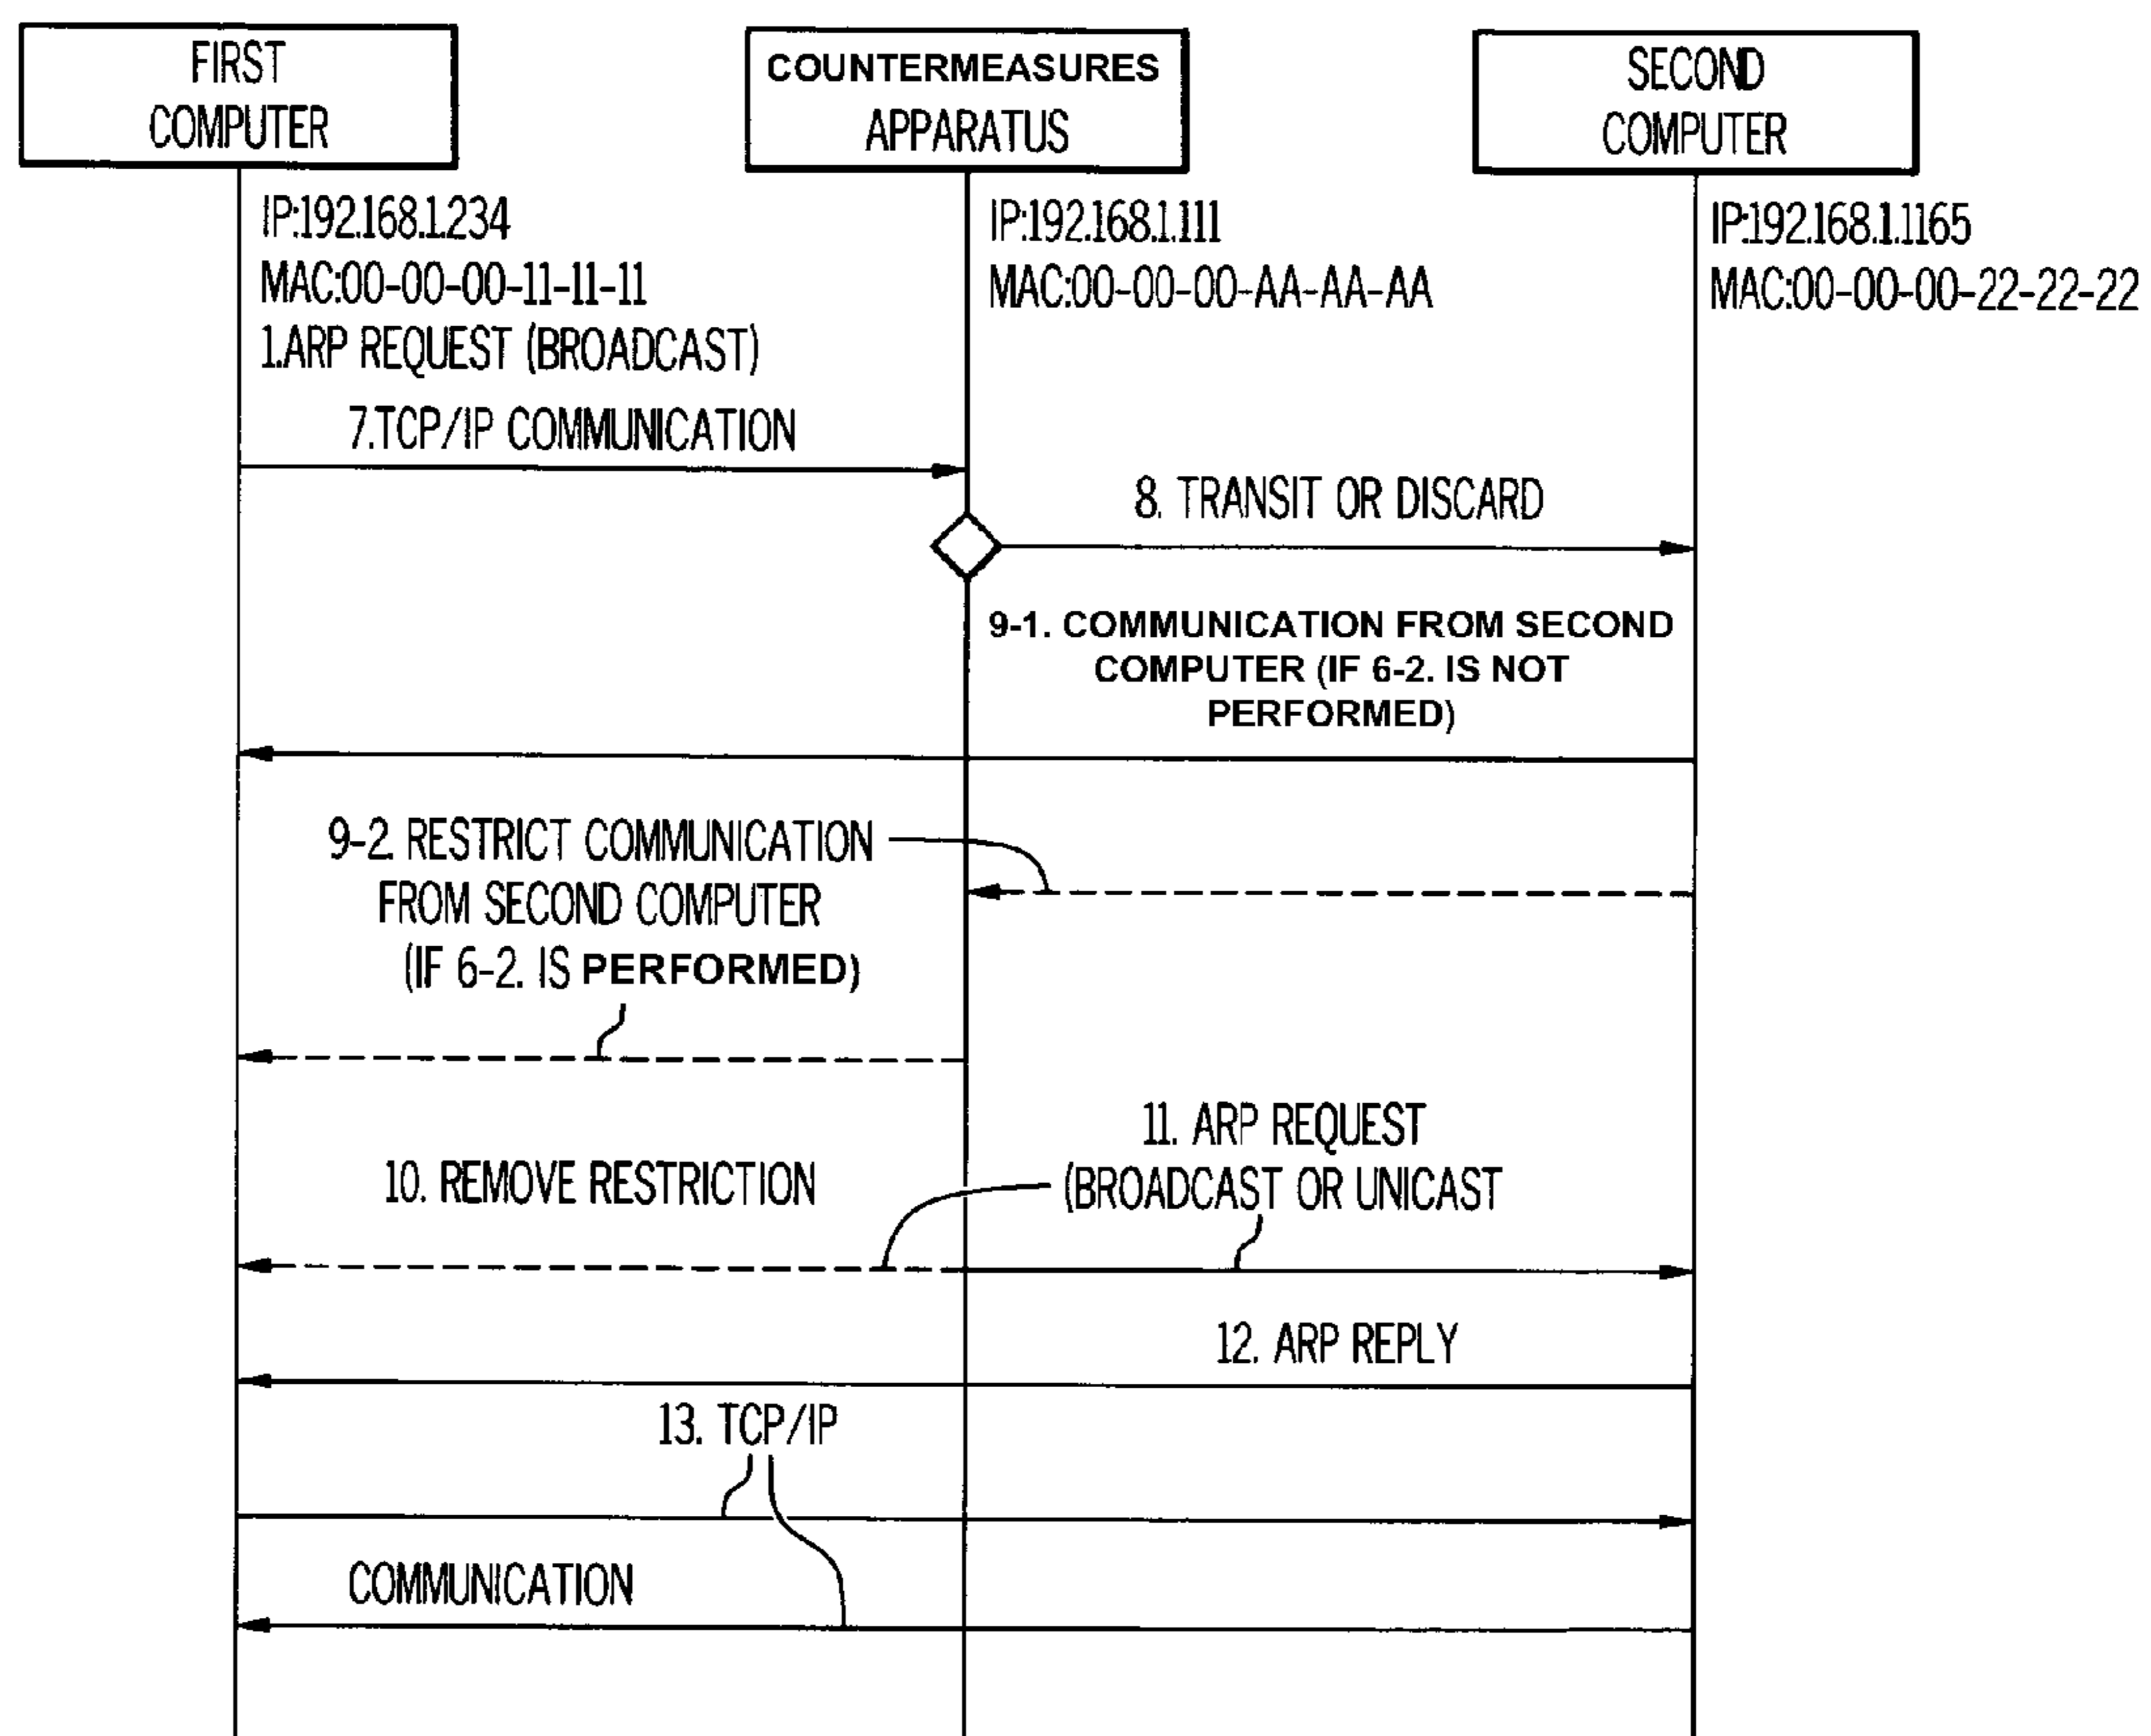 FIRST
COMPUTER
COUNTERMEASURES
APPARATUS
SECOND
COMPUTER
IP:192.168.1.234
MAC:00-00-00-11-11-11
1.ARP REQUEST (BROADCAST)
IP:192.168.1.111
MAC:00-00-00-AA-AA-AA
IP:192.168.1.1165
MAC:00-00-00-22-22-22
7.TCP/IP COMMUNICATION
8. TRANSIT OR DISCARD
9-1. COMMUNICATION FROM SECOND
COMPUTER (IF 6-2. IS NOT
PERFORMED)
9-2. RESTRICT COMMUNICATION
FROM SECOND COMPUTER
(IF 6-2. IS PERFORMED)
11. ARP REQUEST
(BROADCAST OR UNICAST
10. REMOVE RESTRICTION
12. ARP REPLY
13. TCP/IP
COMMUNICATION